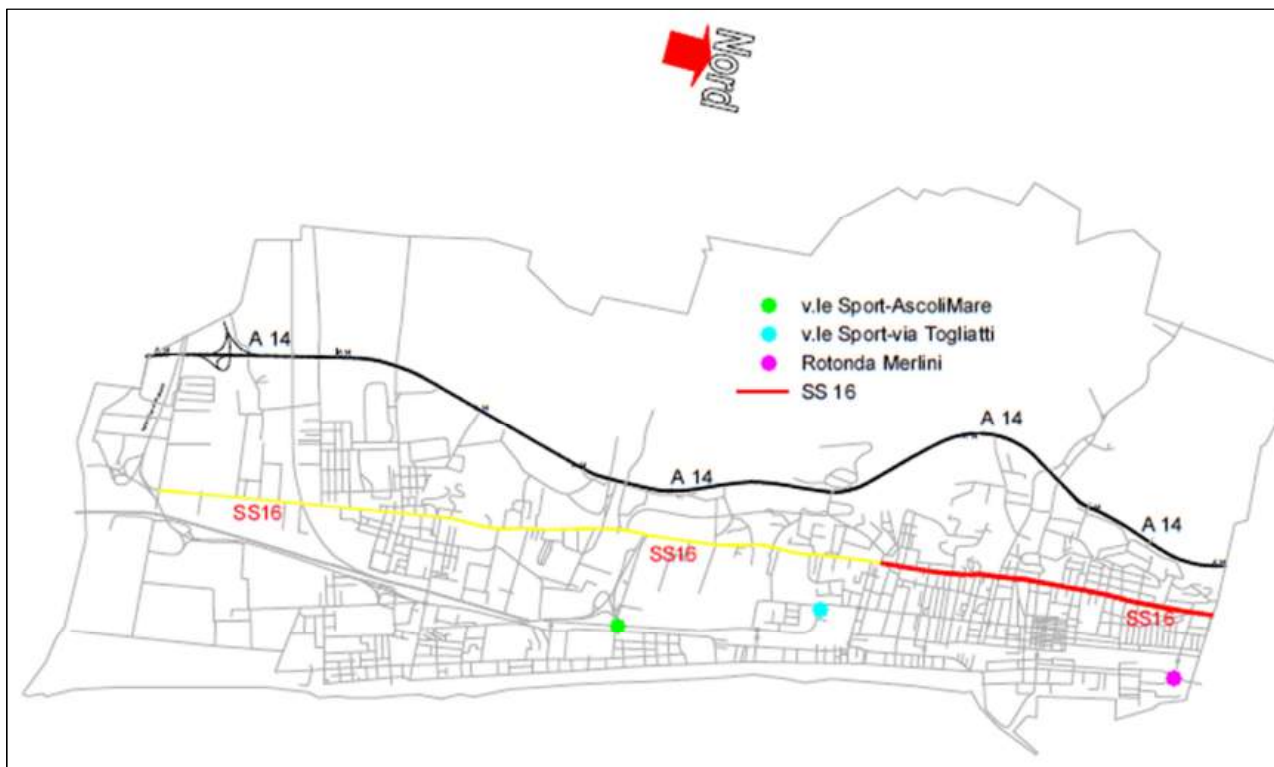 Nord
v.le Sport-AscoliMare
v.le Sport-via Togliatti
Rotonda Merlini
SS 16
A 14
A 14
A 14
A 14
SS16
SS16
SS16